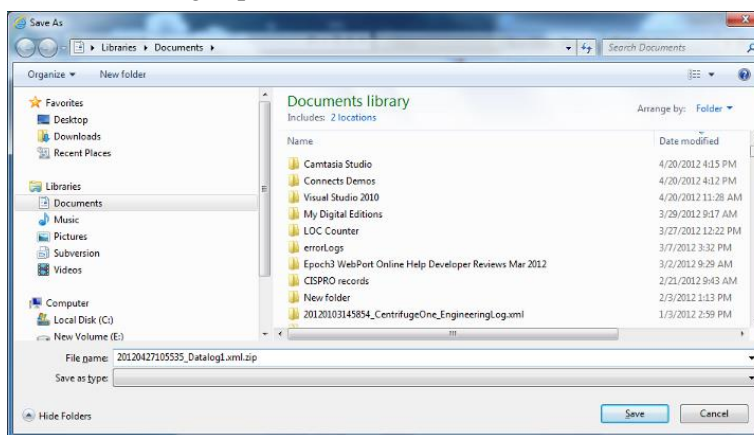 Save As
Libraries Documents
Search Documents
Organize New folder
Favorites
Desktop
Downloads
Recent Places
Libraries
Documents
Music
Pictures
Subversion
Videos
Computer
Local Disk (C:)
New Volume (E:)
Documents library
Includes: 2 locations
Arrange by: Folder
Name Date modified
Camtasia Studio 4/20/2012 4:15 PM
Connects Demos 4/20/2012 4:12 PM
Visual Studio 2010 4/20/2012 11:28 AM
My Digital Editions 3/29/2012 9:17 AM
LOC Counter 3/27/2012 12:22 PM
errorLogs 3/7/2012 3:32 PM
Epoch3 WebPort Online Help Developer Reviews Mar 2012 3/2/2012 9:29 AM
CISPRO records 2/21/2012 9:43 AM
New folder 2/3/2012 1:13 PM
20120103145854_CentrifugeOne_EngineeringLog.xml 1/3/2012 2:59 PM
File name: 20120427105535_Datalog1.xml.zip
Save as type:
Hide Folders
Save Cancel